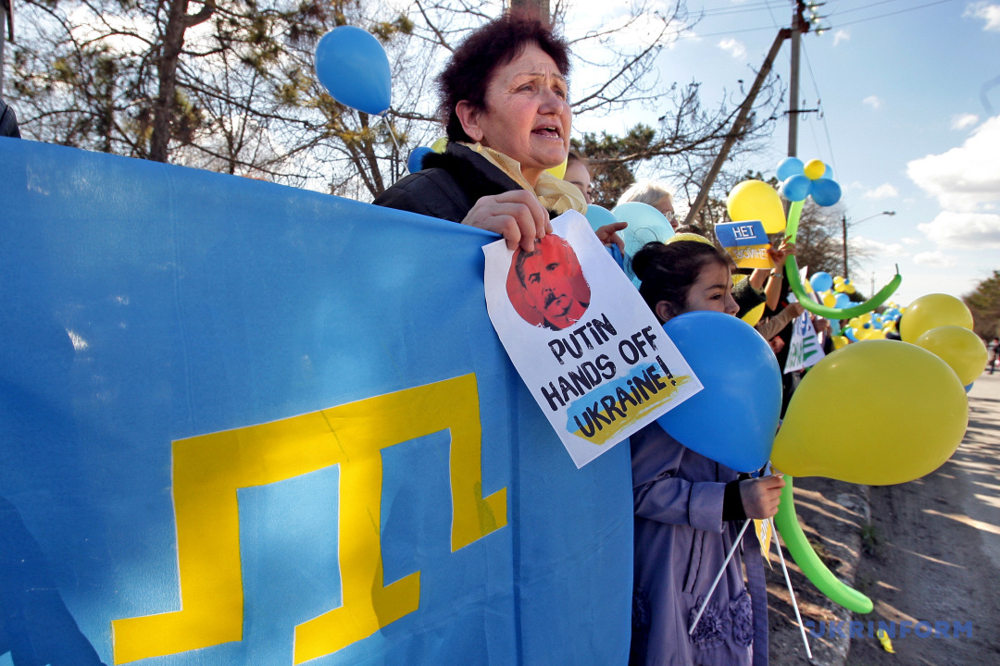 PUTIN
HANDS OFF
UKRAINE!
НЕТ
UKRINFORM